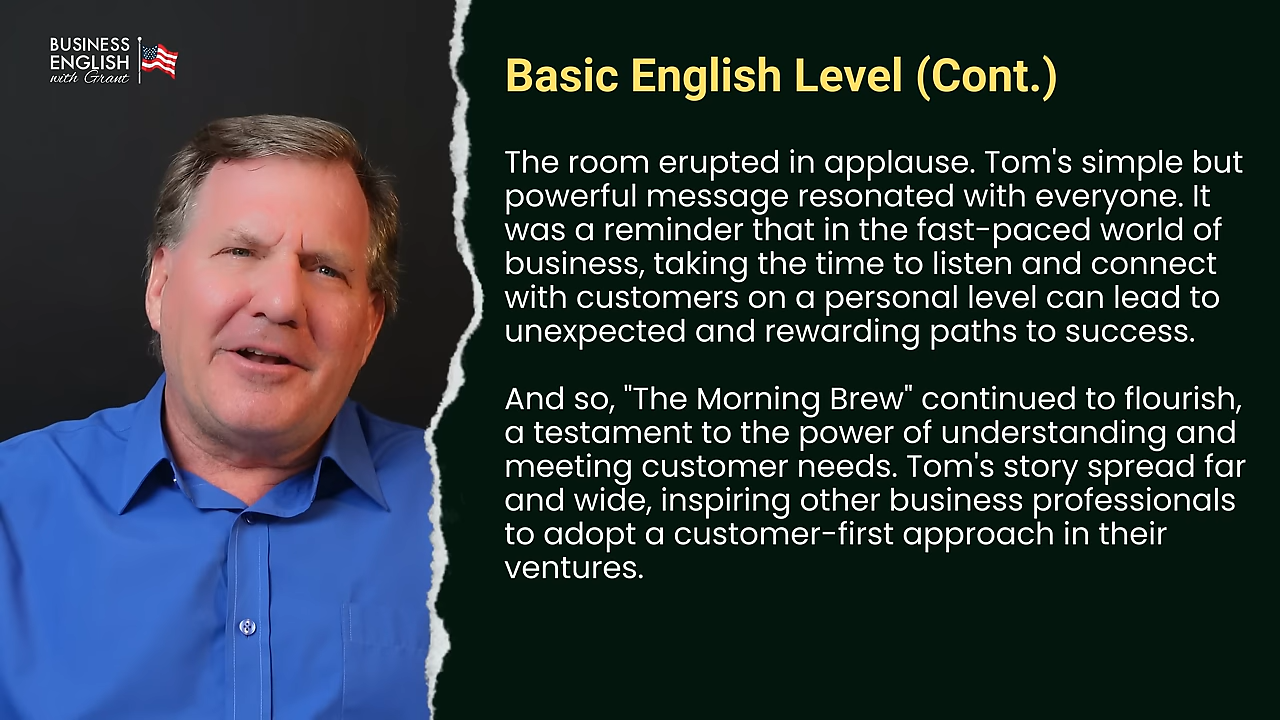 BUSINESS
ENGLISH
with Grant
Basic English Level (Cont.)
The room erupted in applause. Tom's simple but
powerful message resonated with everyone. It
was a reminder that in the fast-paced world of
business, taking the time to listen and connect
with customers on a personal level can lead to
unexpected and rewarding paths to success.
And so, "The Morning Brew" continued to flourish,
a testament to the power of understanding and
meeting customer needs. Tom's story spread far
and wide, inspiring other business professionals
to adopt a customer-first approach in their
ventures.